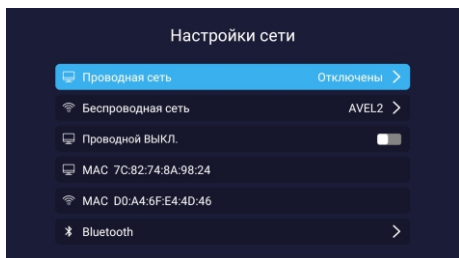 Настройки сети
Проводная сеть Отключены
Беспроводная сеть AVEL2
Проводной ВЫКЛ.
MAC 7C:82:74:8A:98:24
MAC D0:A4:6F:E4:4D:46
Bluetooth